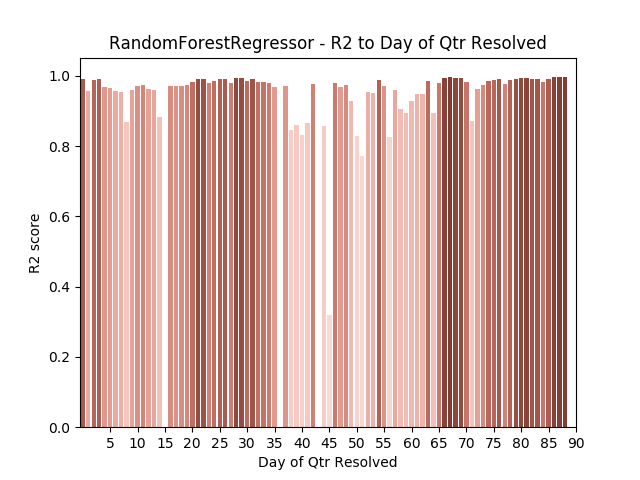 RandomForestRegressor - R2 to Day of Qtr Resolved
1.0
0.8
0.6
0.4
0.2
0.0
R2 score
5 10 15 20 25 30 35 40 45 50 55 60 65 70 75 80 85 90
Day of Qtr Resolved